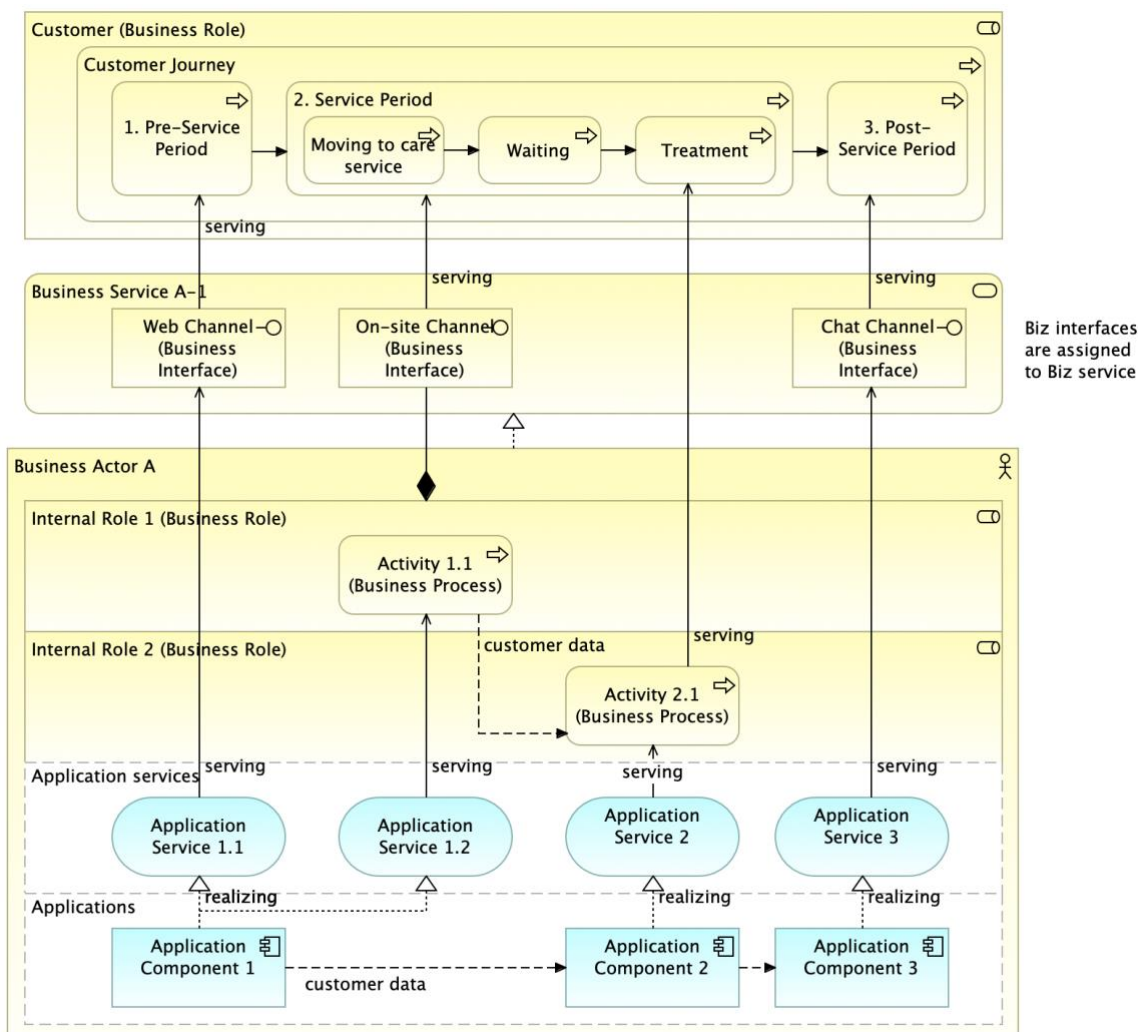 Customer (Business Role)
Customer Journey
1. Pre-Service
Period
2. Service Period
Moving to care
service
Waiting
Treatment
3. Post-
Service Period
serving
serving
serving
Business Service A-1
Web Channel
(Business
Interface)
On-site Channel
(Business
Interface)
Chat Channel
(Business
Interface)
Biz interfaces
are assigned
to Biz service
Business Actor A
Internal Role 1 (Business Role)
Activity 1.1
(Business Process)
customer data
serving
Internal Role 2 (Business Role)
Activity 2.1
(Business Process)
Application services
serving
serving
serving
serving
Application
Service 1.1
Application
Service 1.2
Application
Service 2
Application
Service 3
realizing
realizing
realizing
Applications
Application
Component 1
customer data
Application
Component 2
Application
Component 3